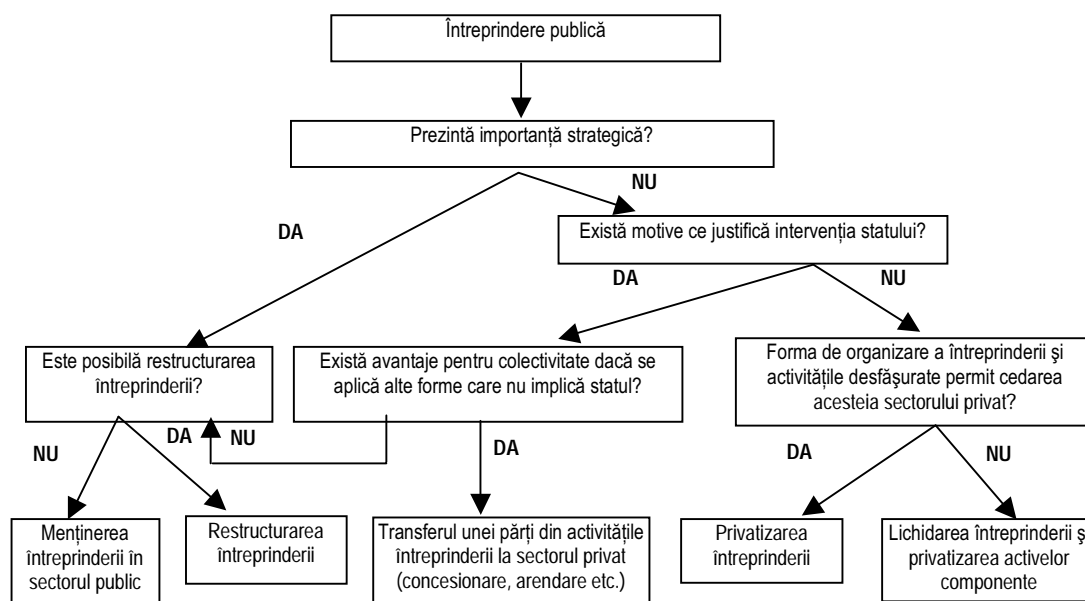 Întreprindere publică
Prezintă importanță strategică?
NU
DA
Există motive ce justifică intervenția statului?
DA
NU
Este posibilă restructurarea
întreprinderii?
Există avantaje pentru colectivitate dacă se
aplică alte forme care nu implică statul?
Forma de organizare a întreprinderii şi
activitățile desfăşurate permit cedarea
acesteia sectorului privat?
NU
DA
NU
DA
DA
NU
Menținerea
întreprinderii în
sectorul public
Restructurarea
întreprinderii
Transferul unei părți din activitățile
întreprinderii la sectorul privat
(concesionare, arendare etc.)
Privatizarea
întreprinderii
Lichidarea întreprinderii ş
privatizarea activelor
componente